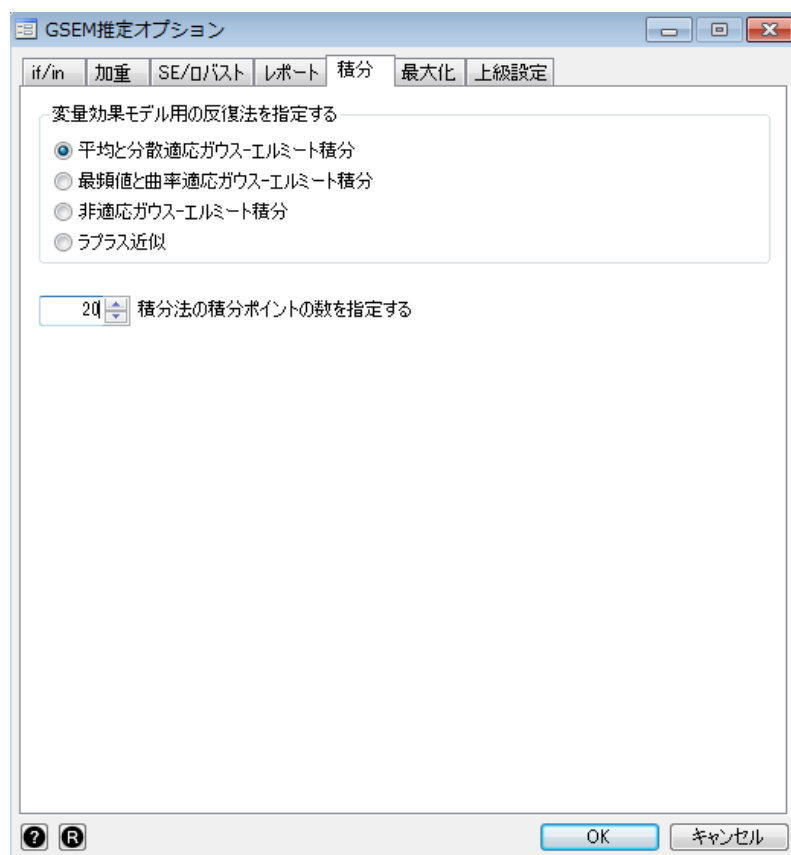 GSEM推定オプション
if/in 加重 SE/ロバスト レポート 積分 最大化 上級設定
変量効果モデル用の反復法を指定する
平均と分散適応ガウス-エルミート積分
最頻値と曲率適応ガウス-エルミート積分
非適応ガウス-エルミート積分
ラプラス近似
20 積分法の積分ポイントの数を指定する
? R OK キャンセル